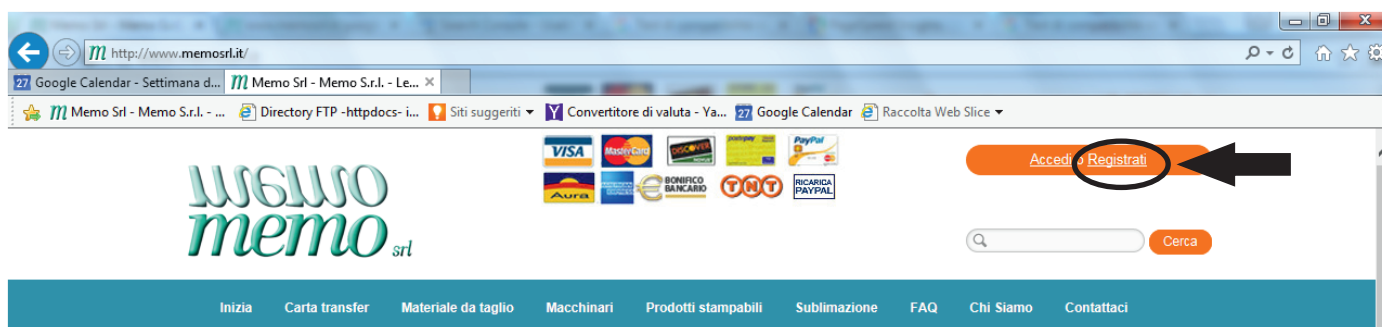 http://www.memosrl.it/
27 Google Calendar - Settimana d... m Memo Srl - Memo S.r.l. - Le... ×
m Memo Srl - Memo S.r.l. - ... Directory FTP -httpdocs- i... Siti suggeriti Y Convertitore di valuta - Ya... 27 Google Calendar Raccolta Web Slice
VISA MasterCard DISCOVER postepay PayPal
Accedi o Registrati
Aura BONIFICO BANCARIO TNT RICARICA PAYPAL
memo srl
Cerca
Inizia Carta transfer Materiale da taglio Macchinari Prodotti stampabili Sublimazione FAQ Chi Siamo Contattaci